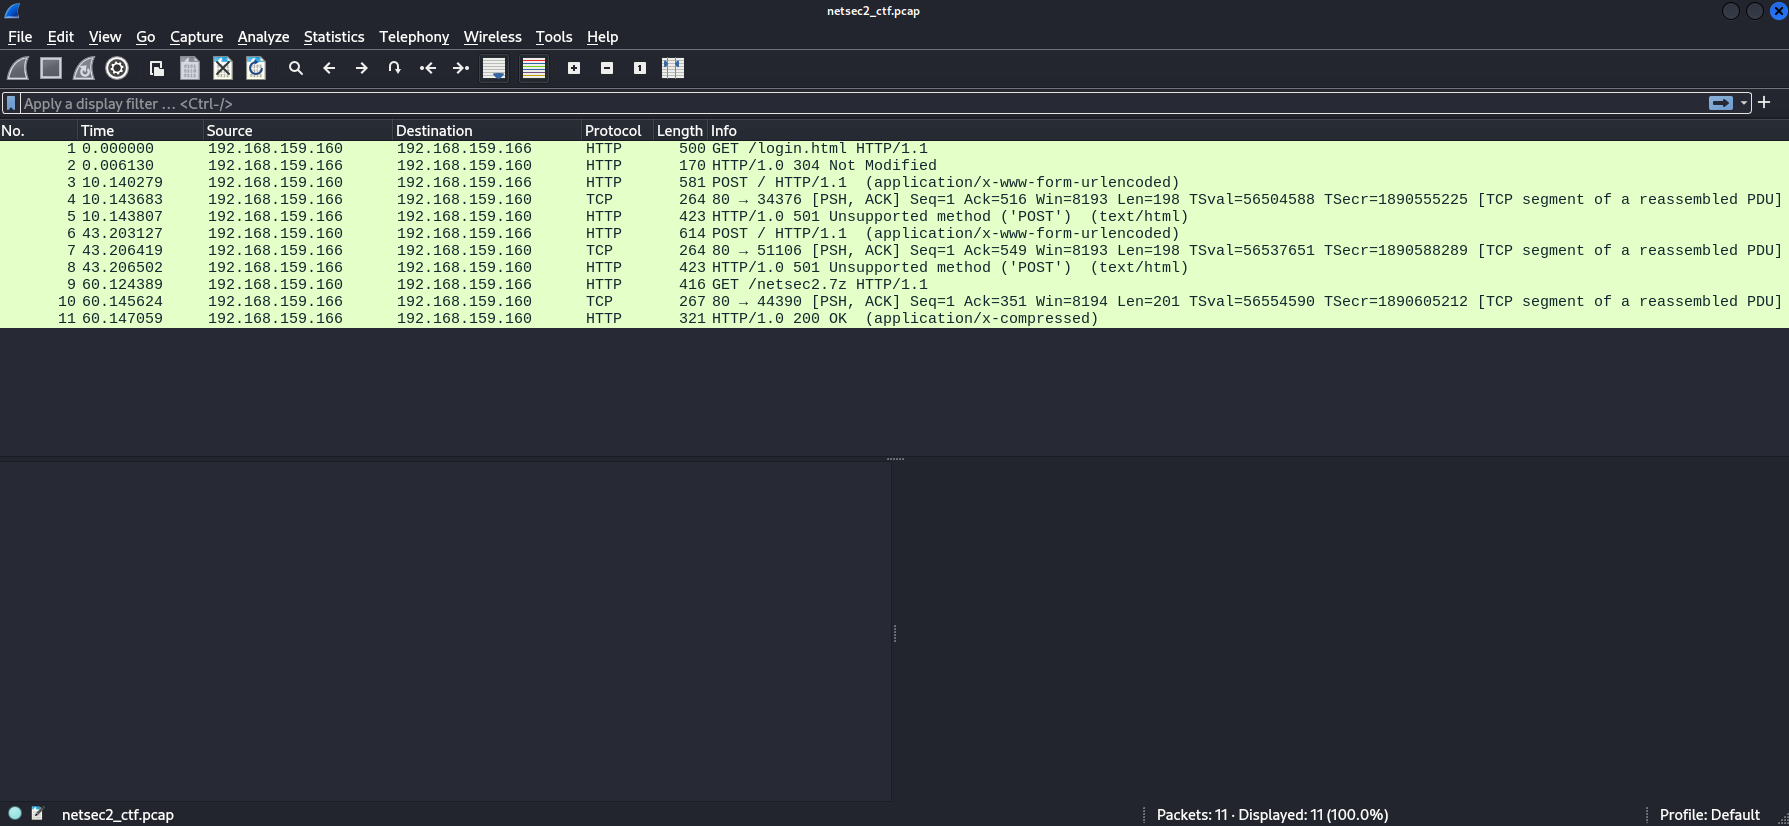 netsec2_ctf.pcap
File Edit View Go Capture Analyze Statistics Telephony Wireless Tools Help
Apply a display filter … <Ctrl-/>
No. Time Source Destination Protocol Length Info
1 0.000000 192.168.159.160 192.168.159.166 HTTP 500 GET /login.html HTTP/1.1
2 0.006130 192.168.159.166 192.168.159.160 HTTP 170 HTTP/1.0 304 Not Modified
3 10.140279 192.168.159.160 192.168.159.166 HTTP 581 POST / HTTP/1.1  (application/x-www-form-urlencoded)
4 10.143683 192.168.159.166 192.168.159.160 TCP 264 80 → 34376 [PSH, ACK] Seq=1 Ack=516 Win=8193 Len=198 TSval=56504588 TSecr=1890555225 [TCP segment of a reassembled PDU]
5 10.143807 192.168.159.166 192.168.159.160 HTTP 423 HTTP/1.0 501 Unsupported method ('POST')  (text/html)
6 43.203127 192.168.159.160 192.168.159.166 HTTP 614 POST / HTTP/1.1  (application/x-www-form-urlencoded)
7 43.206419 192.168.159.166 192.168.159.160 TCP 264 80 → 51106 [PSH, ACK] Seq=1 Ack=549 Win=8193 Len=198 TSval=56537651 TSecr=1890588289 [TCP segment of a reassembled PDU]
8 43.206502 192.168.159.166 192.168.159.160 HTTP 423 HTTP/1.0 501 Unsupported method ('POST')  (text/html)
9 60.124389 192.168.159.160 192.168.159.166 HTTP 416 GET /netsec2.7z HTTP/1.1
10 60.145624 192.168.159.166 192.168.159.160 TCP 267 80 → 44390 [PSH, ACK] Seq=1 Ack=351 Win=8194 Len=201 TSval=56554590 TSecr=1890605212 [TCP segment of a reassembled PDU]
11 60.147059 192.168.159.166 192.168.159.160 HTTP 321 HTTP/1.0 200 OK  (application/x-compressed)
netsec2_ctf.pcap Packets: 11 · Displayed: 11 (100.0%) Profile: Default